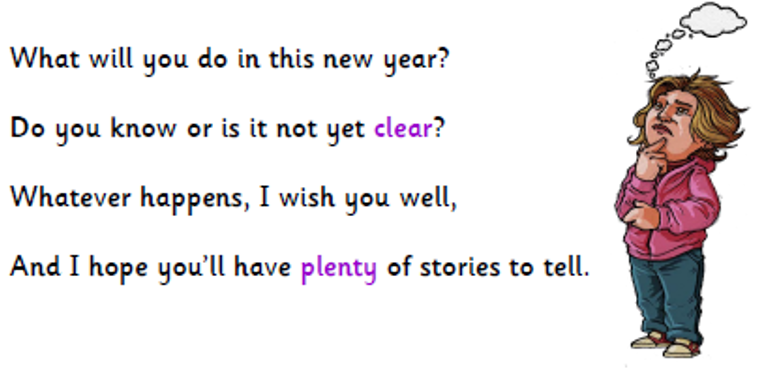 What will you do in this new year?
Do you know or is it not yet clear?
Whatever happens, I wish you well,
And I hope you'll have plenty of stories to tell.